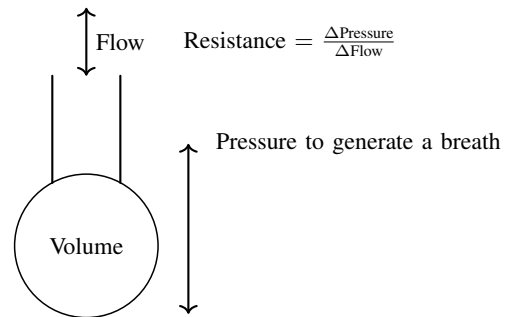 Flow
Resistance = ΔPressure/ΔFlow
Pressure to generate a breath
Volume